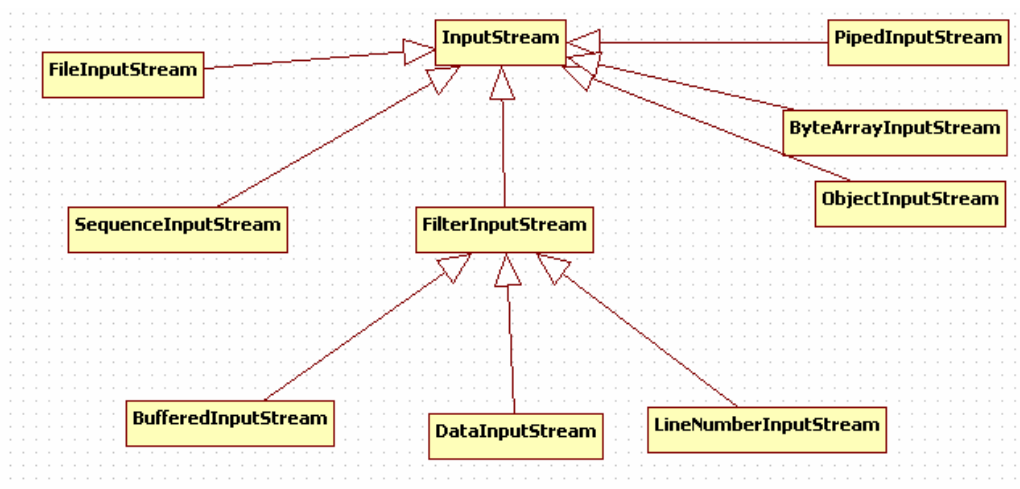 InputStream
PipedInputStream
FileInputStream
ByteArrayInputStream
ObjectInputStream
SequenceInputStream
FilterInputStream
BufferedInputStream
DataInputStream
LineNumberInputStream